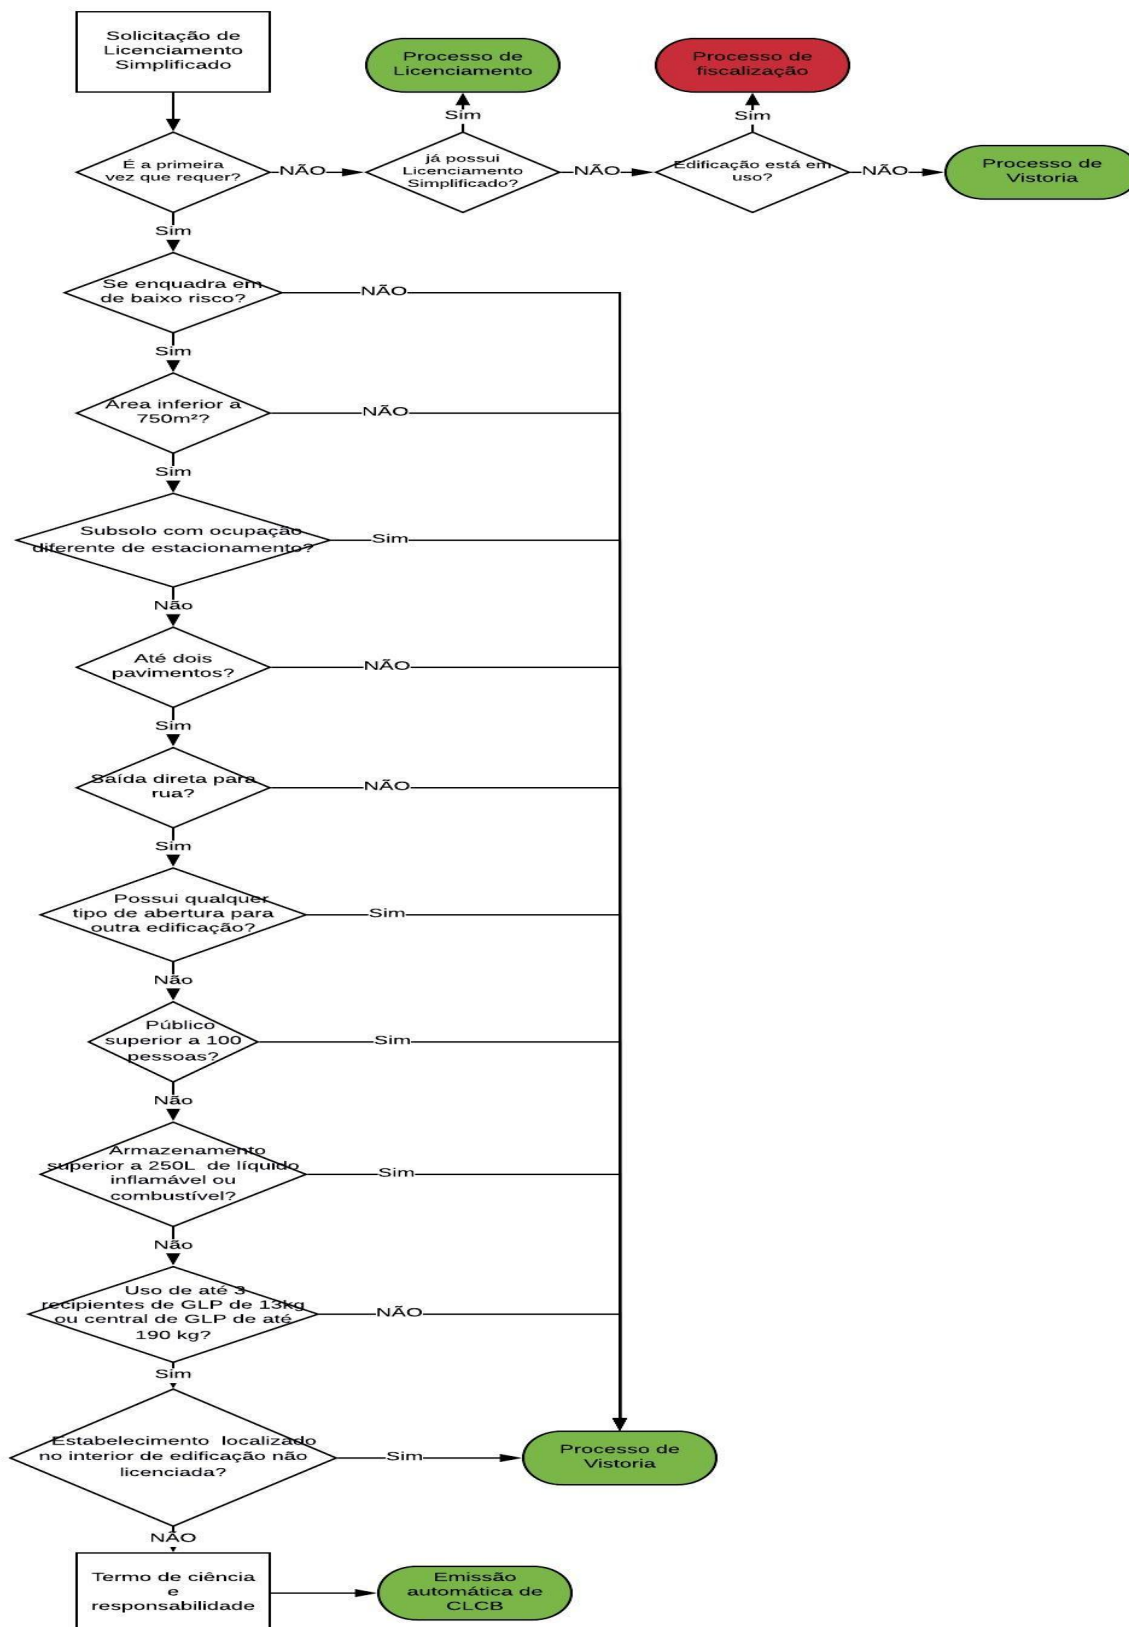 Solicitação de
Licenciamento
Simplificado
Processo de
Licenciamento
Processo de
fiscalização
Sim
Sim
É a primeira
vez que requer?
NÃO
já possui
Licenciamento
Simplificado?
NÃO
Edificação está em
uso?
NÃO
Processo de
Vistoria
Sim
Se enquadra em
de baixo risco?
NÃO
Sim
Área inferior a
750m²?
NÃO
Sim
Subsolo com ocupação
diferente de estacionamento?
Sim
Não
Até dois
pavimentos?
NÃO
Sim
Saída direta para
rua?
NÃO
Sim
Possui qualquer
tipo de abertura para
outra edificação?
Sim
Não
Público
superior a 100
pessoas?
Sim
Não
Armazenamento
superior a 250L de líquido
inflamável ou
combustível?
Sim
Não
Uso de até 3
recipientes de GLP de 13kg
ou central de GLP de até
190 kg?
NÃO
Sim
Estabelecimento localizado
no interior de edificação não
licenciada?
Sim
Processo de
Vistoria
NÃO
Termo de ciência
e
responsabilidade
Emissão
automática de
CLCB